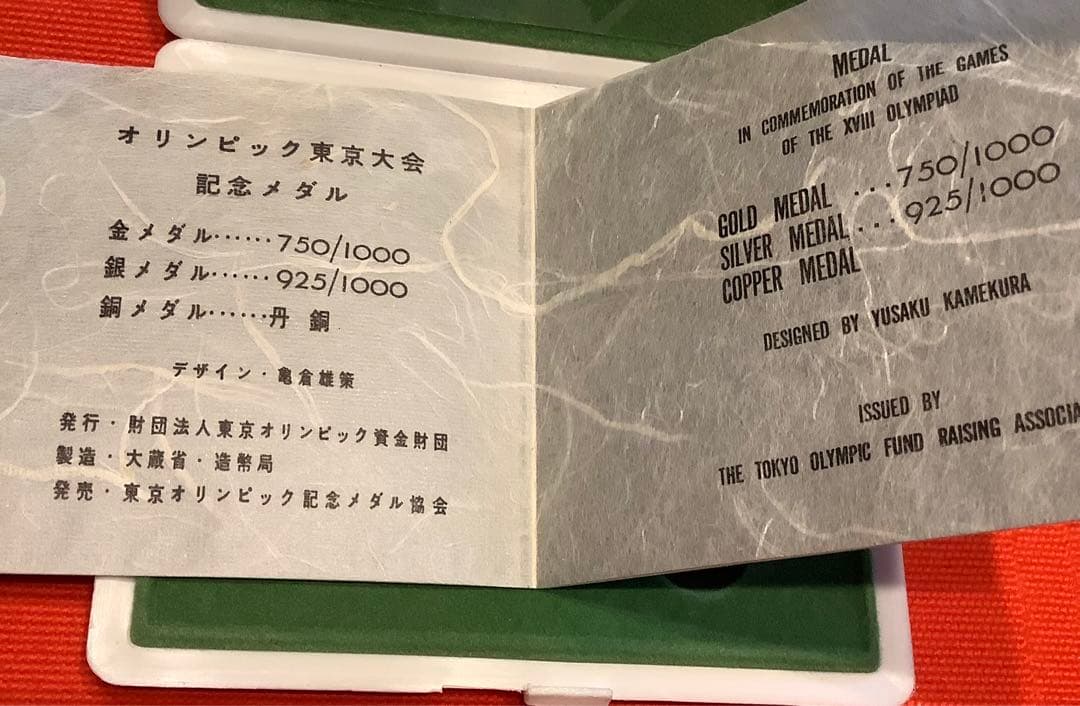 オリンピック東京大会
記念メダル
金メダル……750/1000
銀メダル……925/1000
銅メダル……丹銅
デザイン・亀倉雄策
発行・財団法人東京オリンピック資金財団
製造・大蔵省・造幣局
発売・東京オリンピック記念メダル協会
MEDAL
IN COMMEMORATION OF THE GAMES
OF THE XVIII OLYMPIAD
GOLD MEDAL ...750/1000
SILVER MEDAL...925/1000
COPPER MEDAL
DESIGNED BY YUSAKU KAMEKURA
ISSUED BY
THE TOKYO OLYMPIC FUND RAISING ASSOCIA